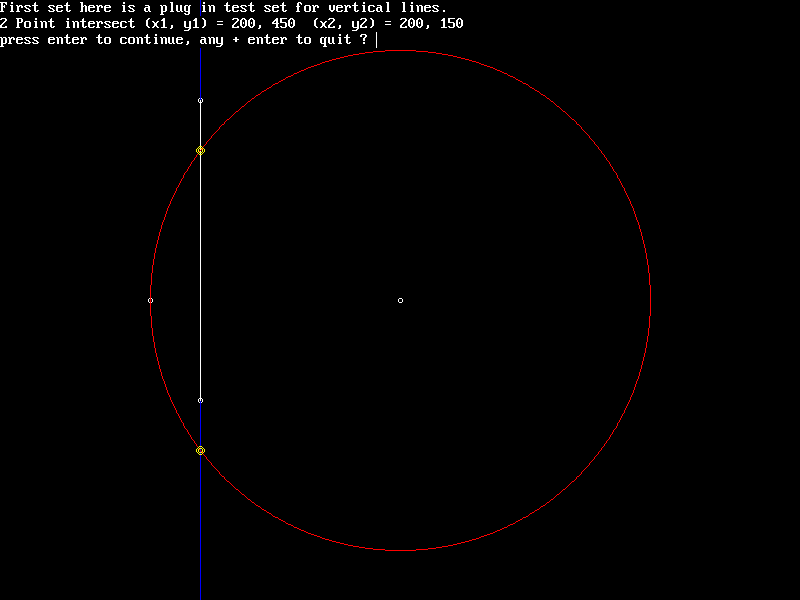 First set here is a plug in test set for vertical lines.
2 Point intersect (x1, y1) = 200, 450  (x2, y2) = 200, 150
press enter to continue, any + enter to quit ?